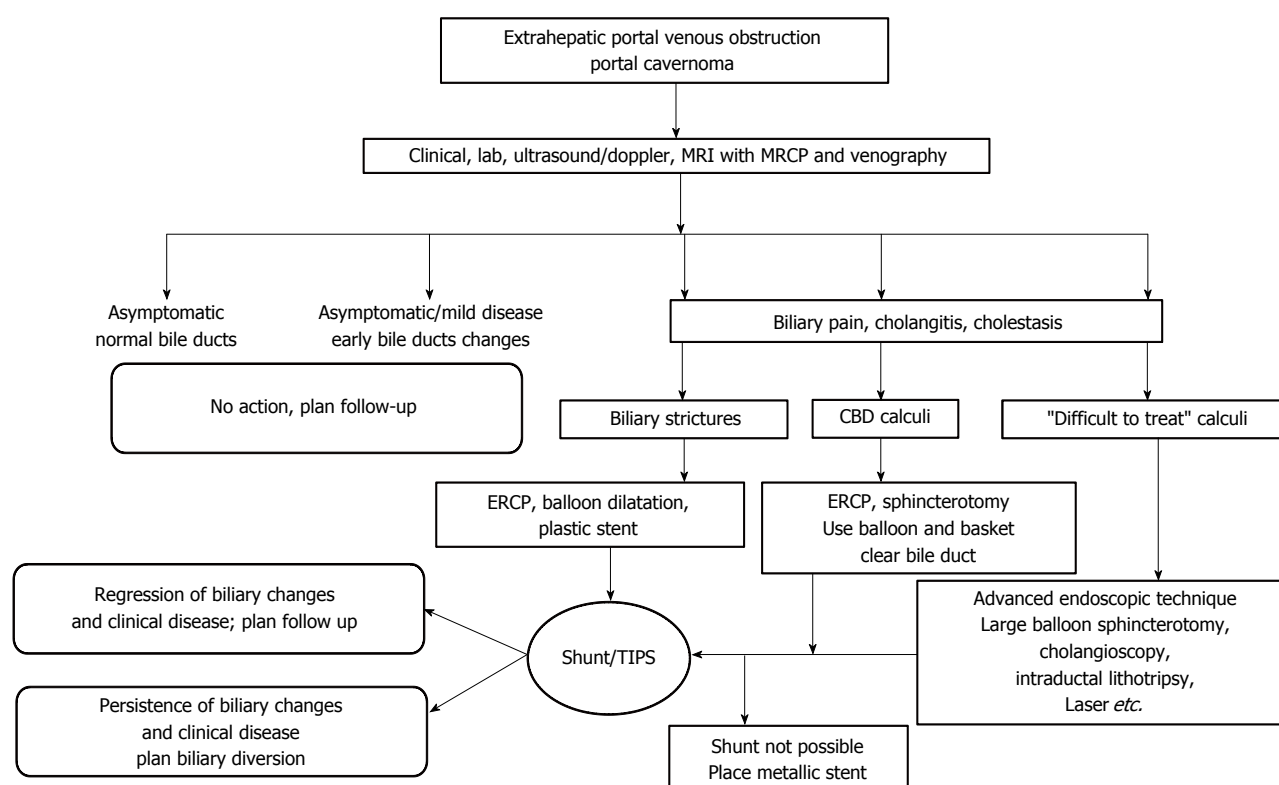 Extrahepatic portal venous obstruction
portal cavernoma
Clinical, lab, ultrasound/doppler, MRI with MRCP and venography
Asymptomatic
normal bile ducts
Asymptomatic/mild disease
early bile ducts changes
Biliary pain, cholangitis, cholestasis
No action, plan follow-up
Biliary strictures
CBD calculi
"Difficult to treat" calculi
ERCP, balloon dilatation,
plastic stent
ERCP, sphincterotomy
Use balloon and basket
clear bile duct
Regression of biliary changes
and clinical disease; plan follow up
Shunt/TIPS
Advanced endoscopic technique
Large balloon sphincterotomy,
cholangioscopy,
intraductal lithotripsy,
Laser etc.
Persistence of biliary changes
and clinical disease
plan biliary diversion
Shunt not possible
Place metallic stent